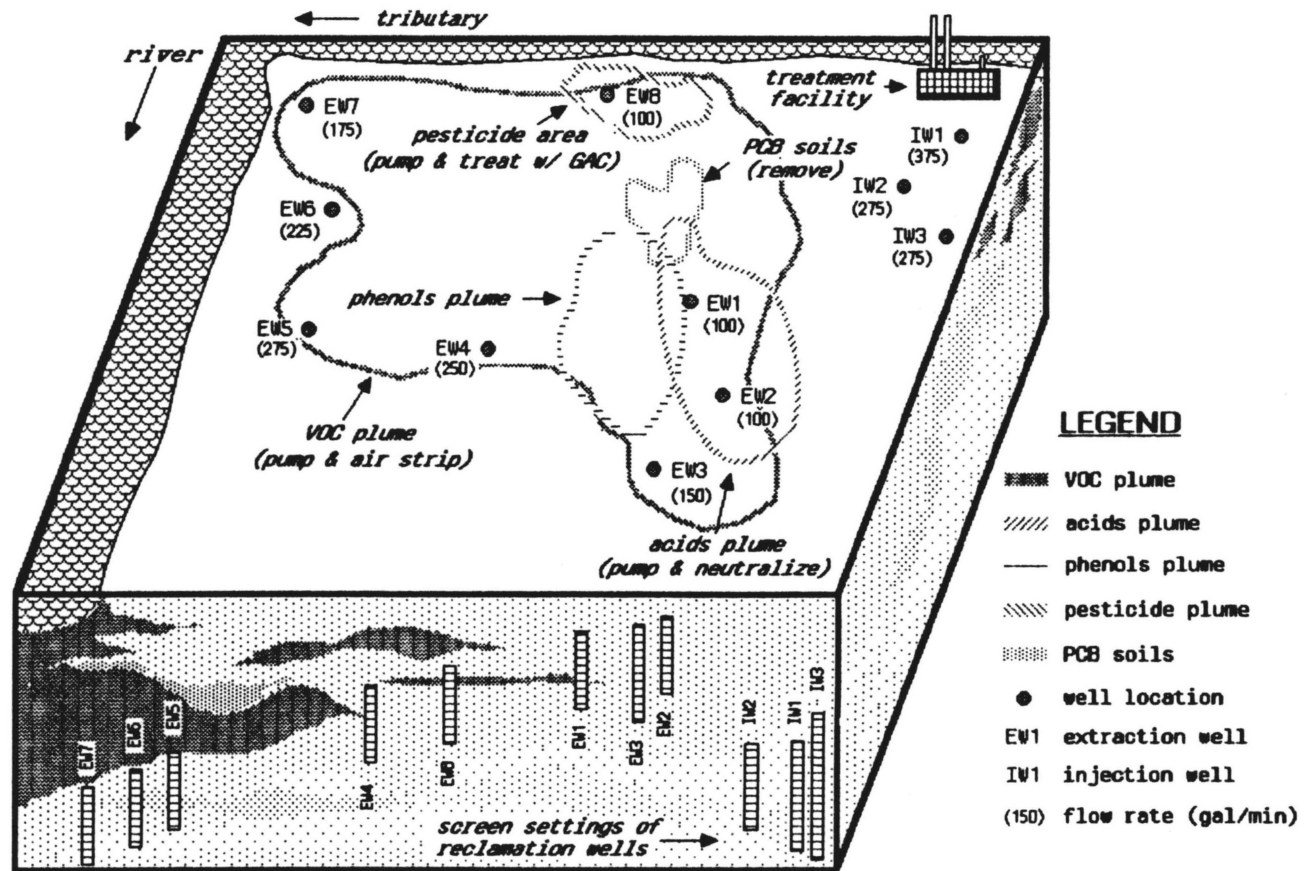 tributary
river
treatment
facility
EW7
(175)
EW8
(100)
pesticide area
(pump & treat w/ GAC)
PCB soils
(remove)
IW1
(375)
IW2
(275)
IW3
(275)
EW6
(225)
phenols plume
EW1
(100)
EW5
(275)
EW4
(250)
EW2
(100)
VOC plume
(pump & air strip)
EW3
(150)
acids plume
(pump & neutralize)
LEGEND
VOC plume
acids plume
phenols plume
pesticide plume
PCB soils
well location
EW1 extraction well
IW1 injection well
(150) flow rate (gal/min)
EW7
EW6
EW5
EW4
EW8
EW1
EW3
EW2
IW2
IW1
IW3
screen settings of
reclamation wells